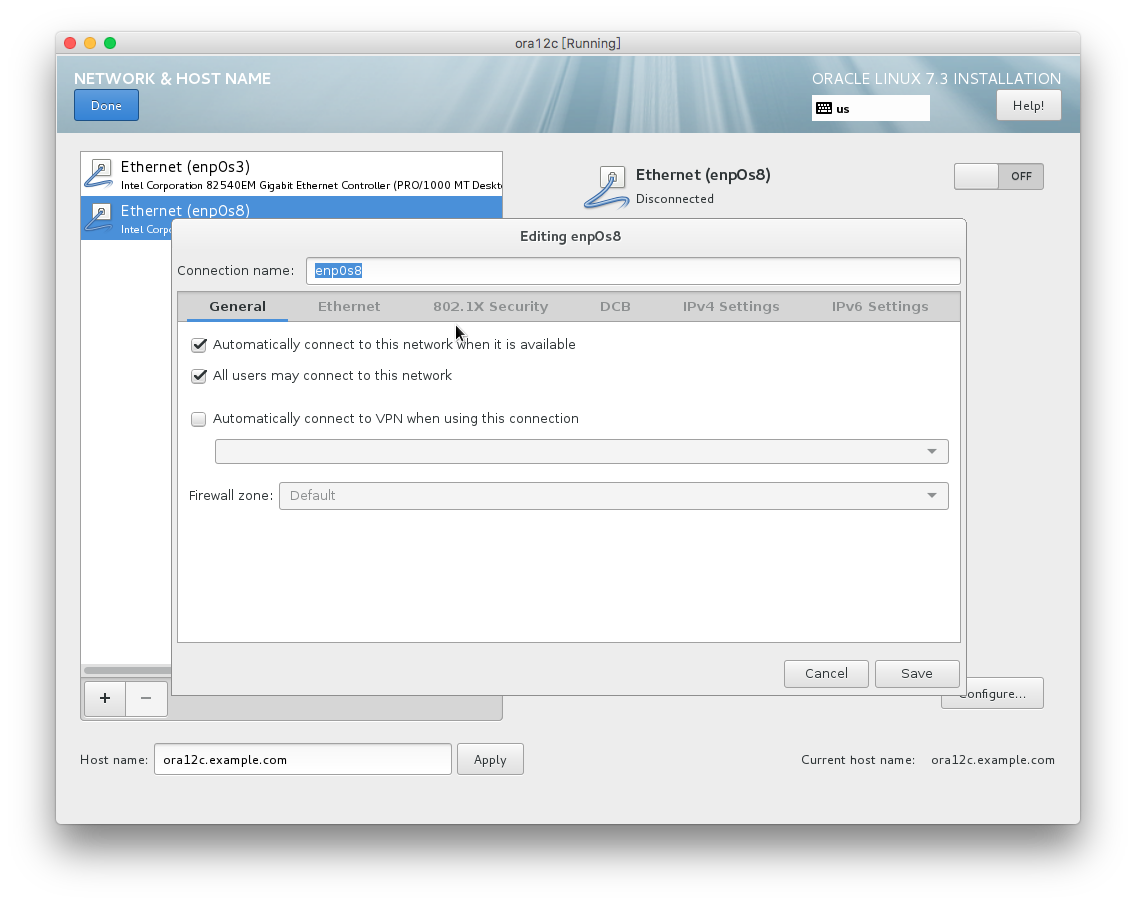 ora12c [Running]
NETWORK & HOST NAME
ORACLE LINUX 7.3 INSTALLATION
Done
us
Help!
Ethernet (enp0s3)
Intel Corporation 82540EM Gigabit Ethernet Controller (PRO/1000 MT
Ethernet (enp0s8)
Intel
Ethernet (enp0s8)
Disconnected
OFF
Editing enp0s8
Connection name: enp0s8
General Ethernet 802.1X Security DCB IPv4 Settings IPv6 Settings
Automatically connect to this network when it is available
All users may connect to this network
Automatically connect to VPN when using this connection
Firewall zone: Default
Cancel Save
+ −
Configure...
Host name: ora12c.example.com Apply
Current host name: ora12c.example.com